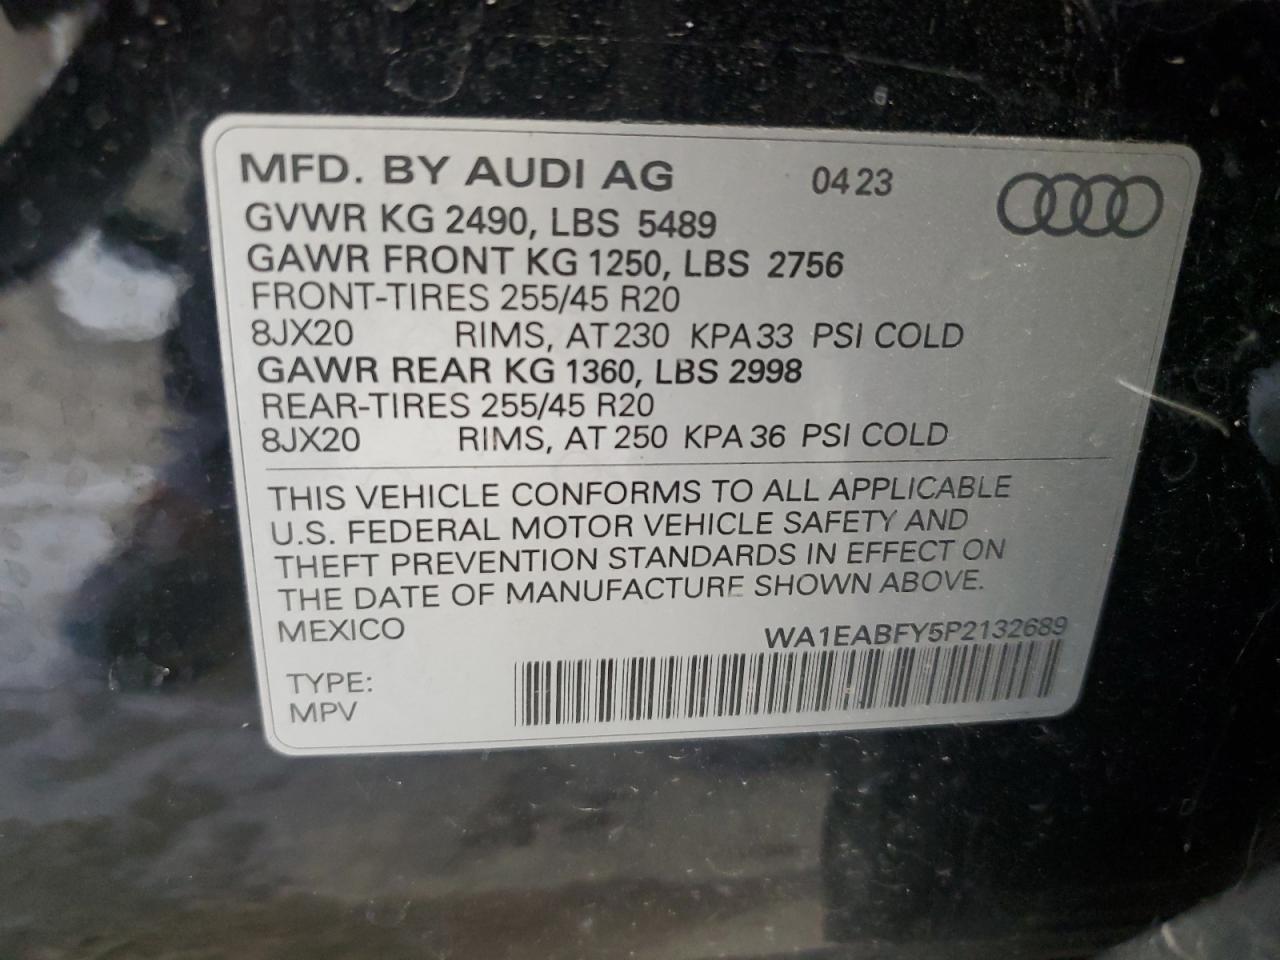 MFD. BY AUDI AG 0423
GVWR KG 2490, LBS 5489
GAWR FRONT KG 1250, LBS 2756
FRONT-TIRES 255/45 R20
8JX20 RIMS, AT 230 KPA 33 PSI COLD
GAWR REAR KG 1360, LBS 2998
REAR-TIRES 255/45 R20
8JX20 RIMS, AT 250 KPA 36 PSI COLD
THIS VEHICLE CONFORMS TO ALL APPLICABLE
U.S. FEDERAL MOTOR VEHICLE SAFETY AND
THEFT PREVENTION STANDARDS IN EFFECT ON
THE DATE OF MANUFACTURE SHOWN ABOVE.
MEXICO WA1EABFY5P2132689
TYPE:
MPV